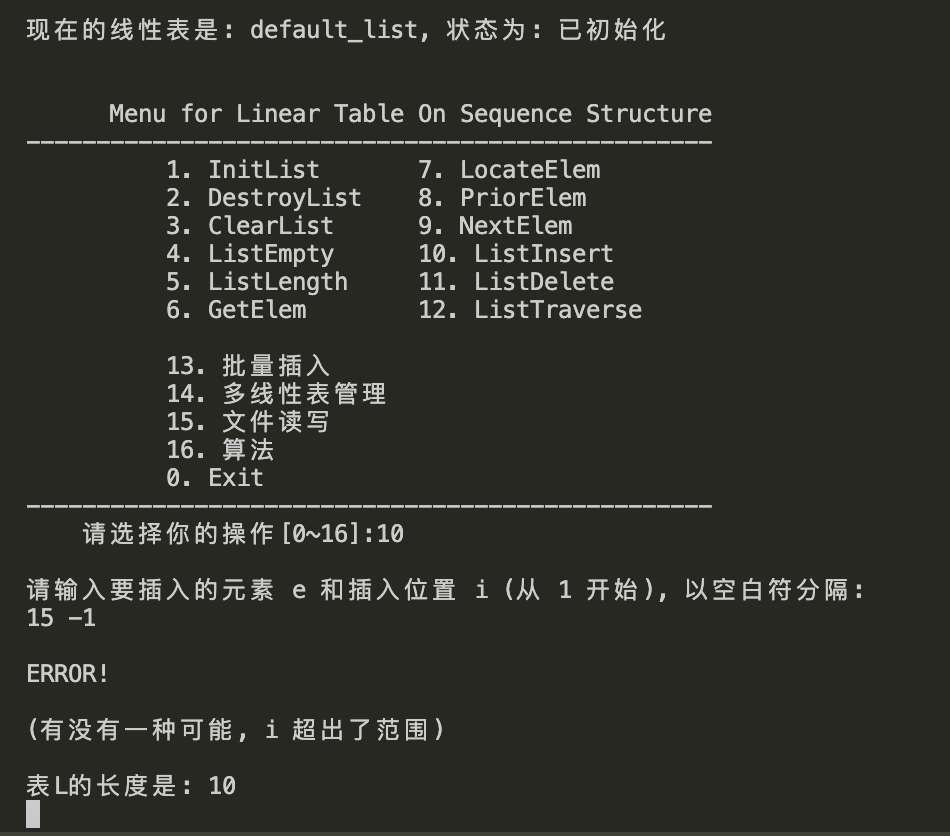 现在的线性表是: default_list, 状态为: 已初始化
Menu for Linear Table On Sequence Structure
-------------------------------------------------
1. InitList 7. LocateElem
2. DestroyList 8. PriorElem
3. ClearList 9. NextElem
4. ListEmpty 10. ListInsert
5. ListLength 11. ListDelete
6. GetElem 12. ListTraverse
13. 批量插入
14. 多线性表管理
15. 文件读写
16. 算法
0. Exit
-------------------------------------------------
请选择你的操作[0~16]:10
请输入要插入的元素 e 和插入位置 i (从 1 开始), 以空白符分隔:
15 -1
ERROR!
(有没有一种可能, i 超出了范围)
表L的长度是: 10